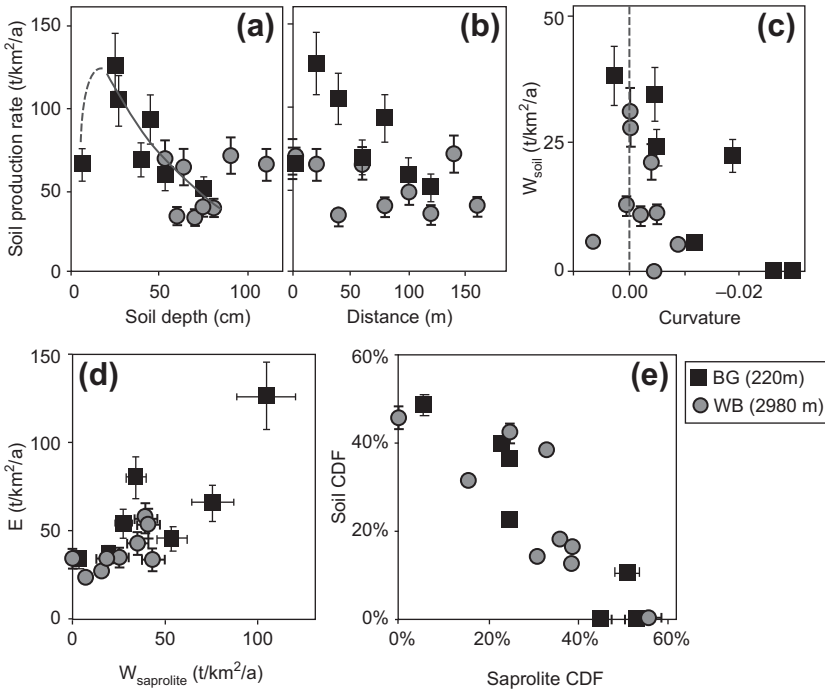 (a)
150
100
50
0
Soil production rate (t/km²/a)
0 50 100
Soil depth (cm)
(b)
0 50 100 150
Distance (m)
(c)
50
25
0
W_soil (t/km²/a)
0.00 –0.02
Curvature
(d)
150
100
50
0
E (t/km²/a)
0 50 100
W_saprolite (t/km²/a)
(e)
60%
40%
20%
0%
Soil CDF
0% 20% 40% 60%
Saprolite CDF
BG (220m)
WB (2980 m)